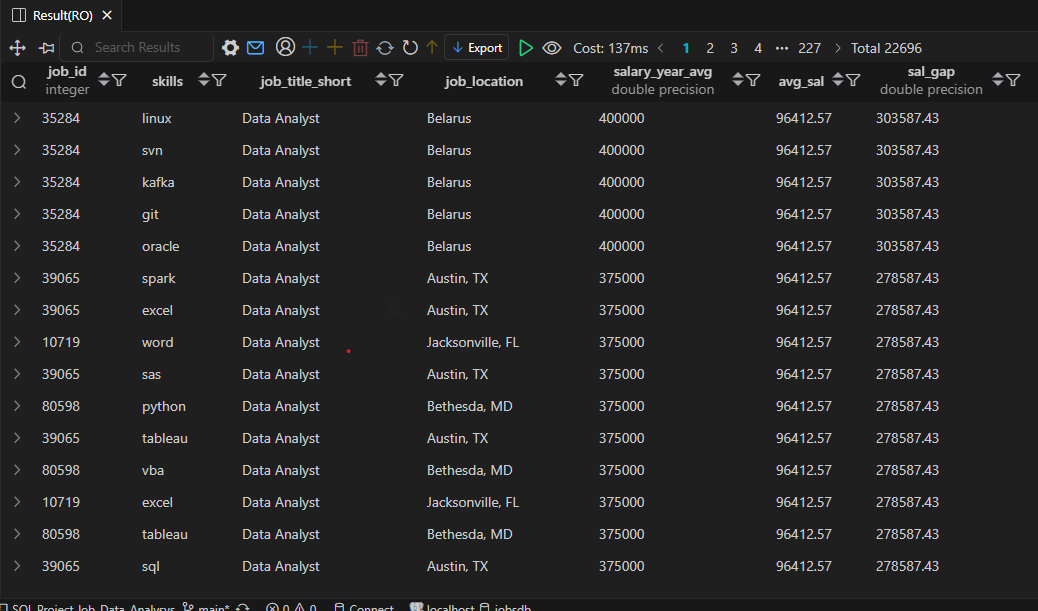 Result(RO)
Search Results Export Cost: 137ms 1 2 3 4 ••• 227 Total 22696
job_id integer skills job_title_short job_location salary_year_avg double precision avg_sal sal_gap double precision
35284 linux Data Analyst Belarus 400000 96412.57 303587.43
35284 svn Data Analyst Belarus 400000 96412.57 303587.43
35284 kafka Data Analyst Belarus 400000 96412.57 303587.43
35284 git Data Analyst Belarus 400000 96412.57 303587.43
35284 oracle Data Analyst Belarus 400000 96412.57 303587.43
39065 spark Data Analyst Austin, TX 375000 96412.57 278587.43
39065 excel Data Analyst Austin, TX 375000 96412.57 278587.43
10719 word Data Analyst Jacksonville, FL 375000 96412.57 278587.43
39065 sas Data Analyst Austin, TX 375000 96412.57 278587.43
80598 python Data Analyst Bethesda, MD 375000 96412.57 278587.43
39065 tableau Data Analyst Austin, TX 375000 96412.57 278587.43
80598 vba Data Analyst Bethesda, MD 375000 96412.57 278587.43
10719 excel Data Analyst Jacksonville, FL 375000 96412.57 278587.43
80598 tableau Data Analyst Bethesda, MD 375000 96412.57 278587.43
39065 sql Data Analyst Austin, TX 375000 96412.57 278587.43
SQL_Project_Job_Data_Analysys main* 0 0 Connect localhost jobsdb